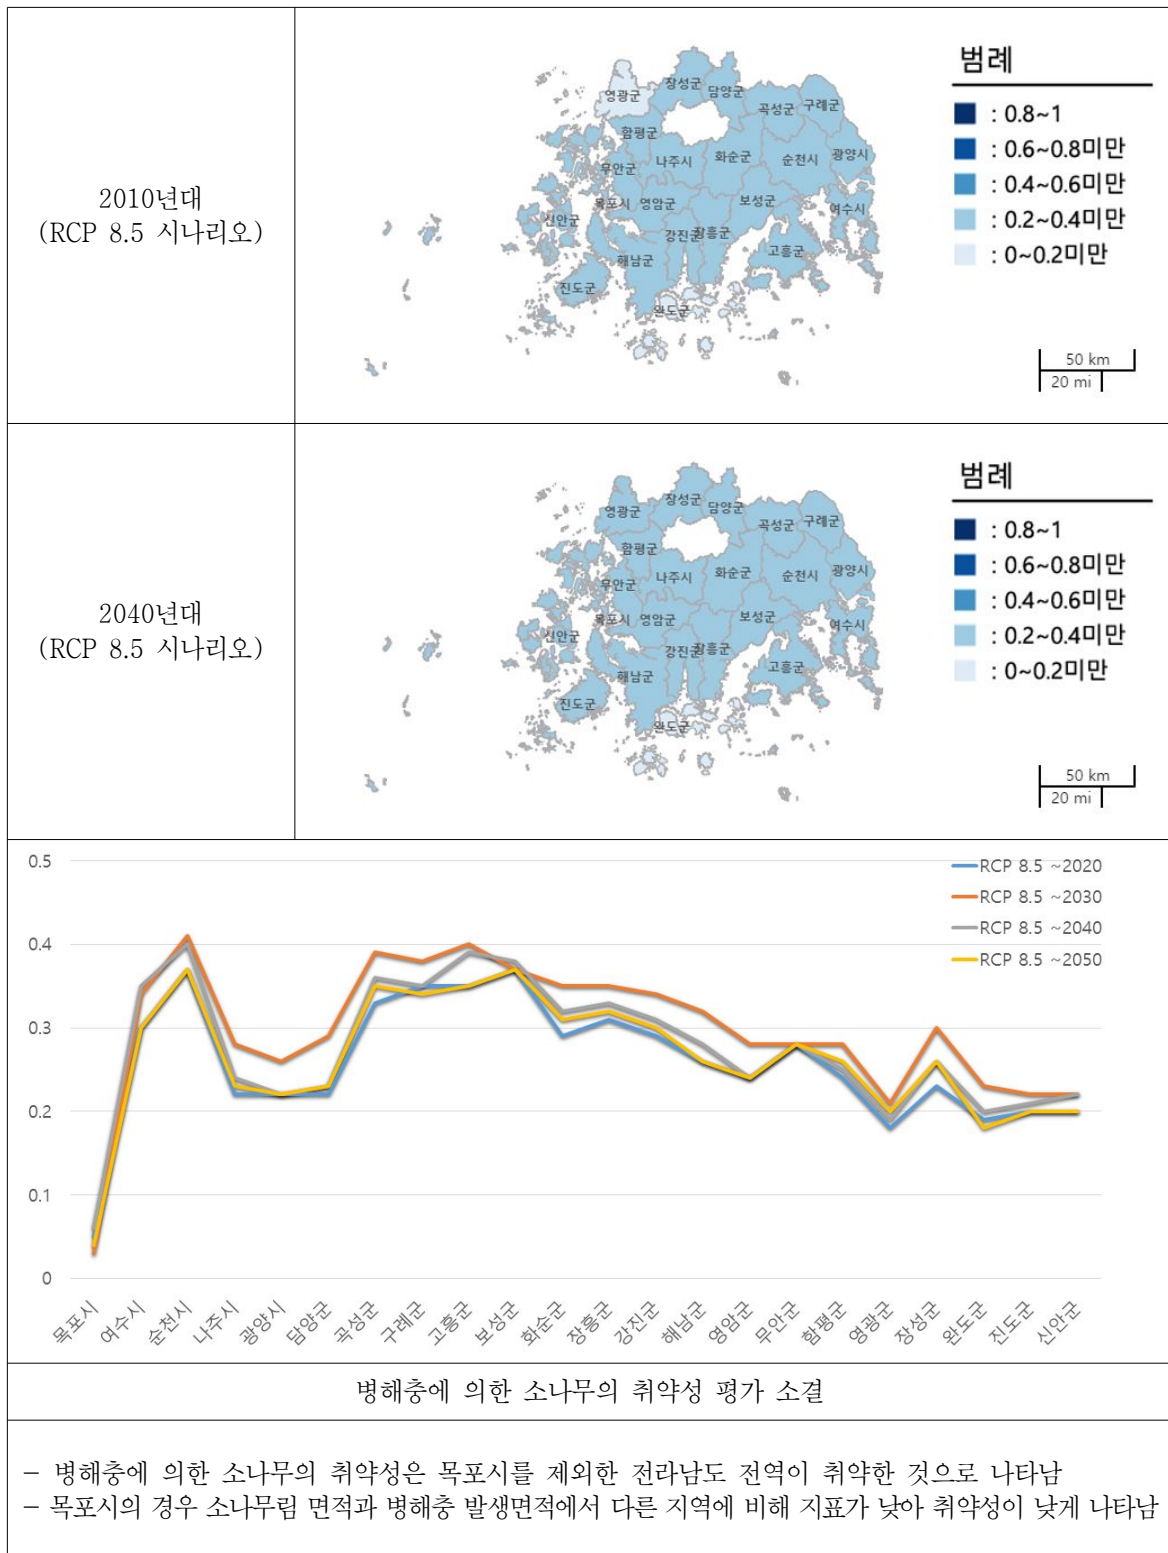 2010년대
(RCP 8.5 시나리오)
영광군
장성군
담양군
곡성군
구례군
함평군
나주시
화순군
순천시
광양시
무안군
목포시
영암군
보성군
여수시
신안군
강진군
장흥군
고흥군
해남군
진도군
완도군
범례
: 0.8~1
: 0.6~0.8미만
: 0.4~0.6미만
: 0.2~0.4미만
: 0~0.2미만
50 km
20 mi
2040년대
(RCP 8.5 시나리오)
영광군
장성군
담양군
곡성군
구례군
함평군
나주시
화순군
순천시
광양시
무안군
목포시
영암군
보성군
여수시
신안군
강진군
장흥군
고흥군
해남군
진도군
완도군
범례
: 0.8~1
: 0.6~0.8미만
: 0.4~0.6미만
: 0.2~0.4미만
: 0~0.2미만
50 km
20 mi
0.5
0.4
0.3
0.2
0.1
0
RCP 8.5 ~2020
RCP 8.5 ~2030
RCP 8.5 ~2040
RCP 8.5 ~2050
목포시
여수시
순천시
나주시
광양시
담양군
곡성군
구례군
고흥군
보성군
화순군
장흥군
강진군
해남군
영암군
무안군
함평군
영광군
장성군
완도군
진도군
신안군
병해충에 의한 소나무의 취약성 평가 소결
- 병해충에 의한 소나무의 취약성은 목포시를 제외한 전라남도 전역이 취약한 것으로 나타남
- 목포시의 경우 소나무림 면적과 병해충 발생면적에서 다른 지역에 비해 지표가 낮아 취약성이 낮게 나타남